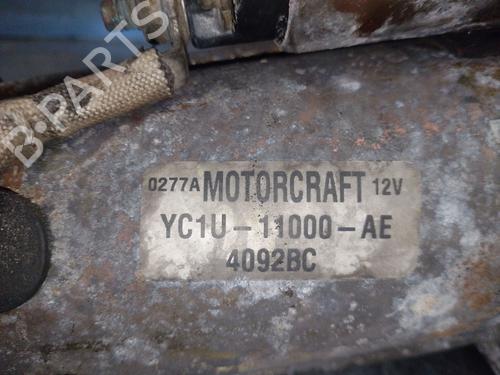 B-PARTS
0277A MOTORCRAFT 12V
YC1U-11000-AE
4092BC